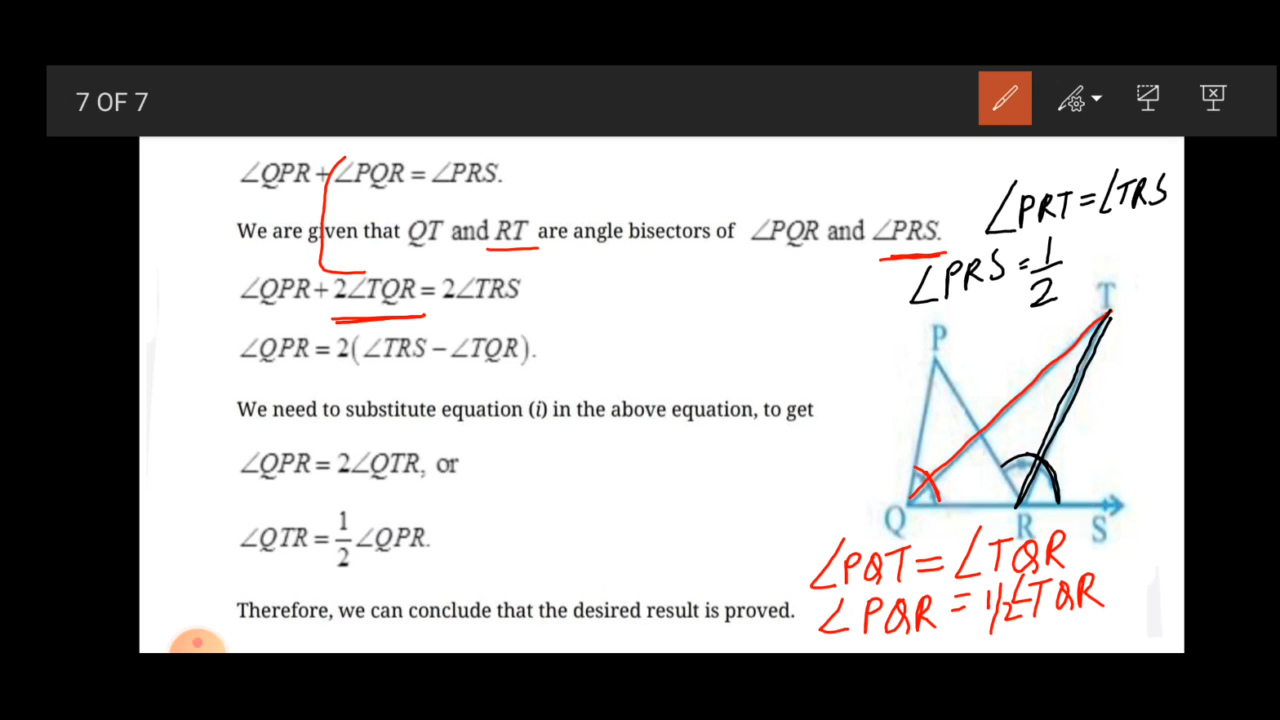 7 OF 7
∠QPR+∠PQR = ∠PRS.
We are given that QT and RT are angle bisectors of ∠PQR and ∠PRS.
∠QPR+2∠TQR = 2∠TRS
∠QPR = 2(∠TRS − ∠TQR).
We need to substitute equation (i) in the above equation, to get
∠QPR = 2∠QTR, or
∠QTR = 1/2 ∠QPR.
Therefore, we can conclude that the desired result is proved.
∠PRT = ∠TRS
∠PRS = 1/2
T
P
Q
R
S
∠PQT = ∠TQR
∠PQR = 1/2∠TQR